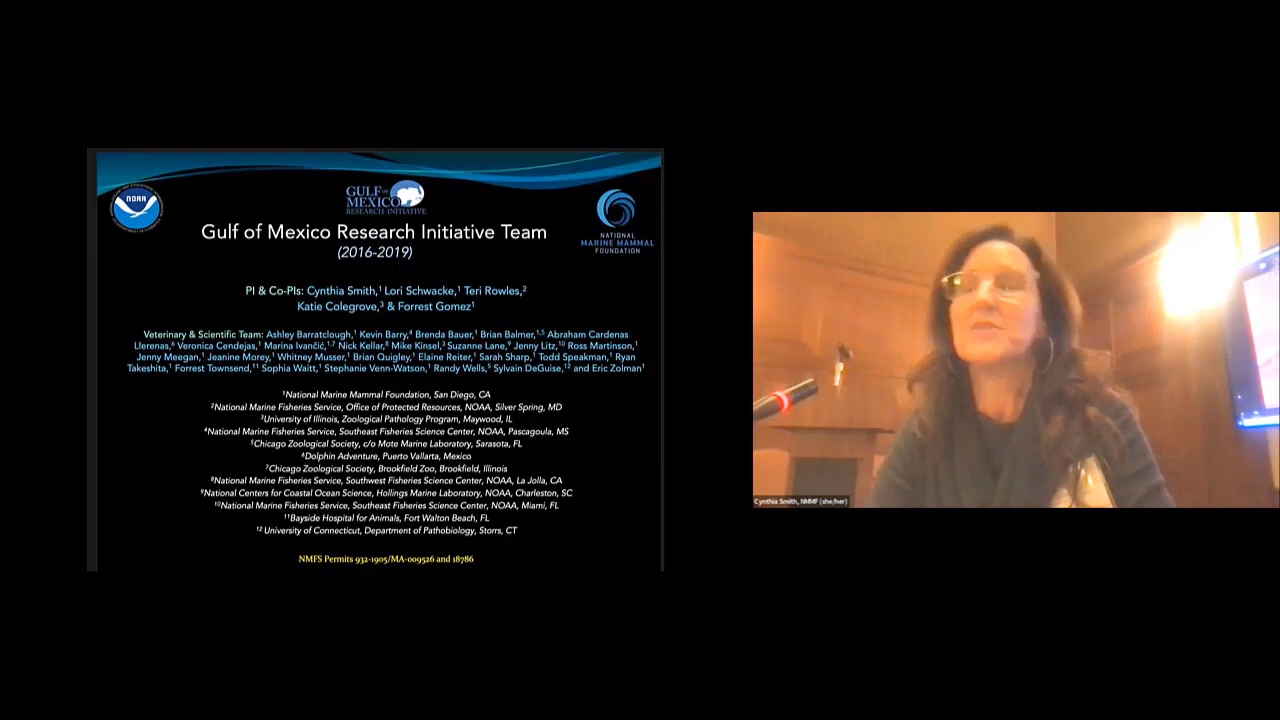 NOAA
GULF OF
MEXICO
RESEARCH INITIATIVE
NATIONAL
MARINE MAMMAL
FOUNDATION
Gulf of Mexico Research Initiative Team
(2016-2019)
PI & Co-PIs: Cynthia Smith,¹ Lori Schwacke,¹ Teri Rowles,²
Katie Colegrove,³ & Forrest Gomez¹
Veterinary & Scientific Team: Ashley Barratclough,¹ Kevin Barry,⁴ Brenda Bauer,¹ Brian Balmer,¹,⁵ Abraham Cardenas
Llerenas,⁶ Veronica Cendejas,¹ Marina Ivančić,¹,⁷ Nick Kellar,⁸ Mike Kinsel,³ Suzanne Lane,⁹ Jenny Litz,¹⁰ Ross Martinson,¹
Jenny Meegan,¹ Jeanine Morey,¹ Whitney Musser,¹ Brian Quigley,¹ Elaine Reiter,¹ Sarah Sharp,¹ Todd Speakman,¹ Ryan
Takeshita,¹ Forrest Townsend,¹¹ Sophia Waitt,¹ Stephanie Venn-Watson,¹ Randy Wells,⁵ Sylvain DeGuise,¹² and Eric Zolman¹
¹National Marine Mammal Foundation, San Diego, CA
²National Marine Fisheries Service, Office of Protected Resources, NOAA, Silver Spring, MD
³University of Illinois, Zoological Pathology Program, Maywood, IL
⁴National Marine Fisheries Service, Southeast Fisheries Science Center, NOAA, Pascagoula, MS
⁵Chicago Zoological Society, c/o Mote Marine Laboratory, Sarasota, FL
⁶Dolphin Adventure, Puerto Vallarta, Mexico
⁷Chicago Zoological Society, Brookfield Zoo, Brookfield, Illinois
⁸National Marine Fisheries Service, Southwest Fisheries Science Center, NOAA, La Jolla, CA
⁹National Centers for Coastal Ocean Science, Hollings Marine Laboratory, NOAA, Charleston, SC
¹⁰National Marine Fisheries Service, Southeast Fisheries Science Center, NOAA, Miami, FL
¹¹Bayside Hospital for Animals, Fort Walton Beach, FL
¹² University of Connecticut, Department of Pathobiology, Storrs, CT
NMFS Permits 932-1905/MA-009526 and 18786
Cynthia Smith, NMMF (she/her)